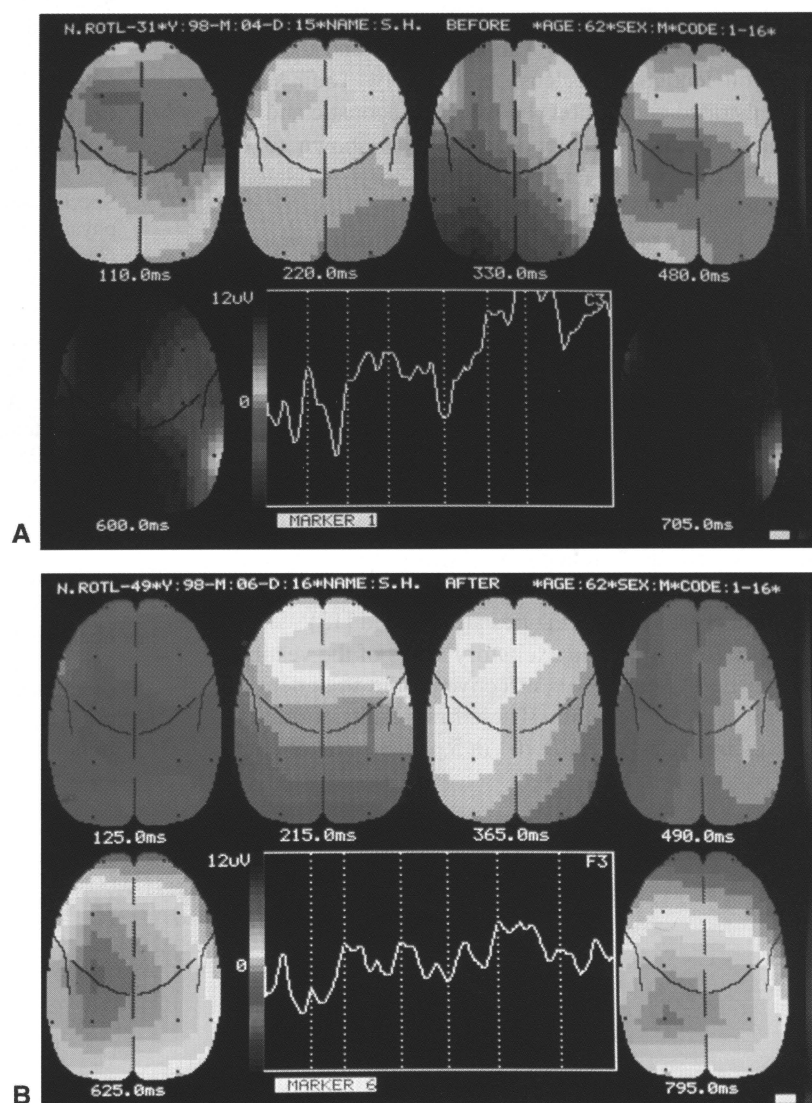 N.ROTL-31*Y:98-M:04-D:15*NAME:S.H. BEFORE *AGE:62*SEX:M*CODE:1-16*
110.0ms 220.0ms 330.0ms 480.0ms
12uV C3
0
A
600.0ms MARKER 1 705.0ms
N.ROTL-49*Y:98-M:06-D:16*NAME:S.H. AFTER *AGE:62*SEX:M*CODE:1-16*
125.0ms 215.0ms 365.0ms 490.0ms
12uV F3
0
B
625.0ms MARKER 6 795.0ms